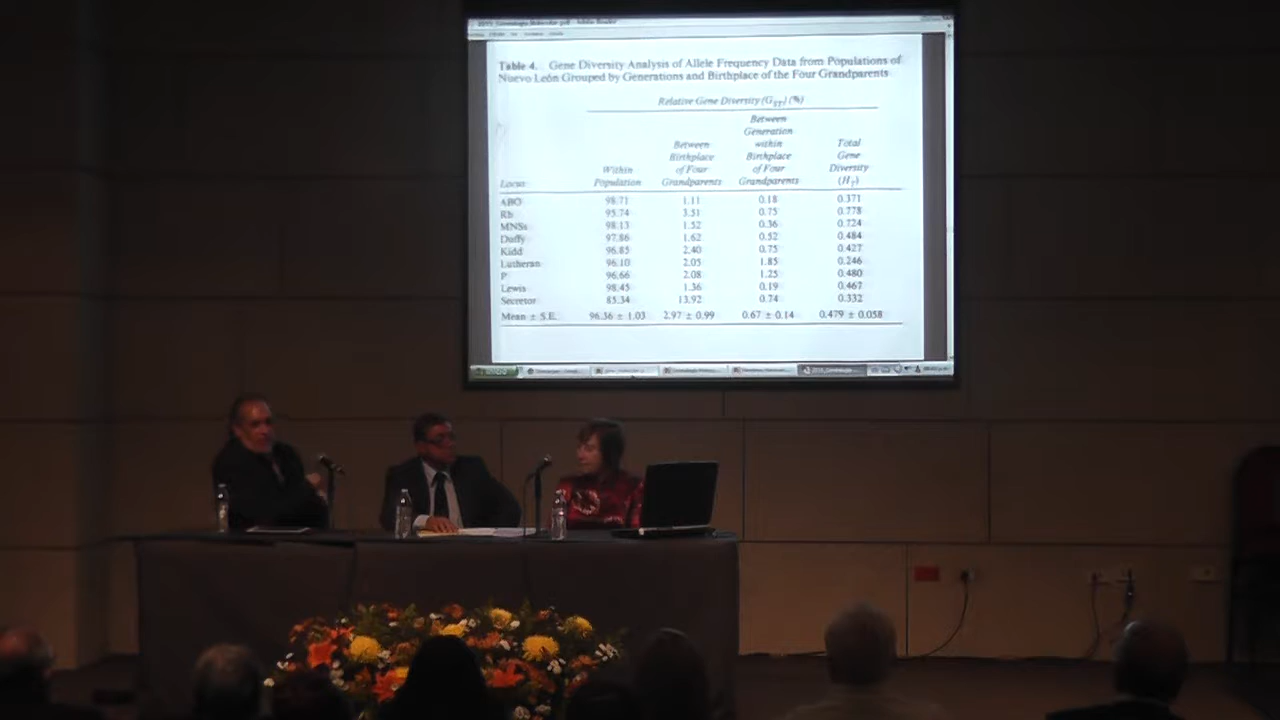 Table 4. Gene Diversity Analysis of Allele Frequency Data from Populations of
Nuevo León Grouped by Generations and Birthplace of the Four Grandparents
Relative Gene Diversity (GST) (%)
Locus
Within
Population
Between
Birthplace
of Four
Grandparents
Between
Generation
within
Birthplace
of Four
Grandparents
Total
Gene
Diversity
(HT)
ABO 98.71 1.11 0.18 0.371
Rh 95.74 3.51 0.75 0.778
MNSs 98.13 1.52 0.36 0.724
Duffy 97.86 1.62 0.52 0.484
Kidd 96.85 2.40 0.75 0.427
Lutheran 96.10 2.05 1.85 0.246
P 96.66 2.08 1.25 0.480
Lewis 98.45 1.36 0.19 0.467
Secretor 85.34 13.92 0.74 0.332
Mean ± S.E. 96.36 ± 1.03 2.97 ± 0.99 0.67 ± 0.14 0.479 ± 0.058
Inicio